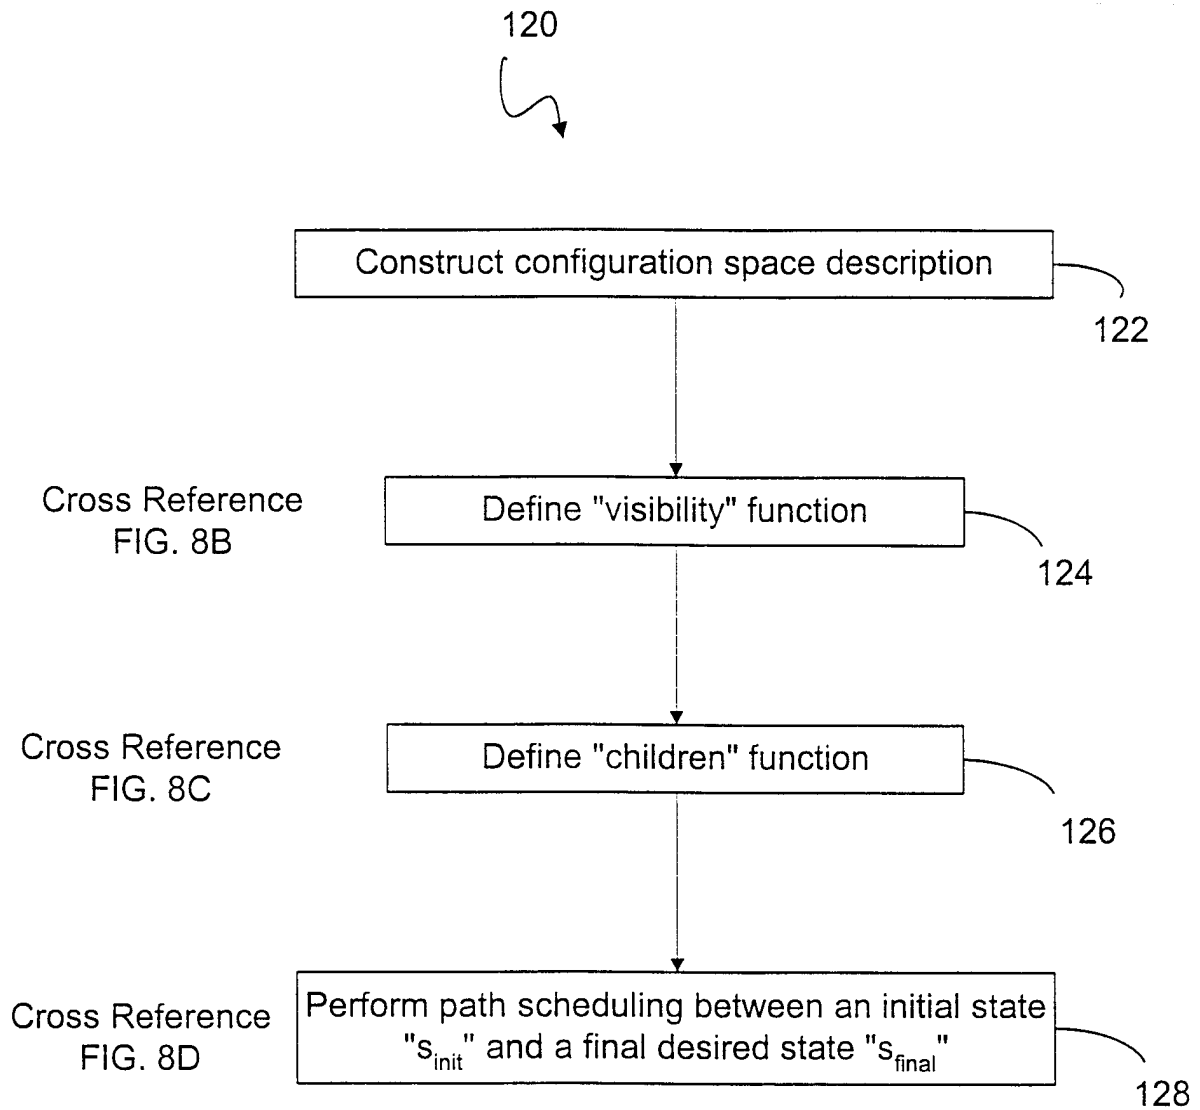 120
Construct configuration space description
122
Cross Reference
FIG. 8B
Define "visibility" function
124
Cross Reference
FIG. 8C
Define "children" function
126
Cross Reference
FIG. 8D
Perform path scheduling between an initial state
"s_init" and a final desired state "s_final"
128